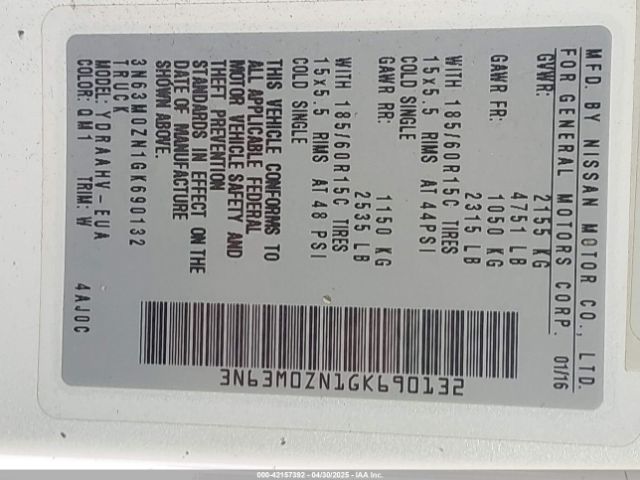 MFD. BY NISSAN MOTOR CO., LTD.
FOR GENERAL MOTORS CORP. 01/16
GVWR: 2155 KG
4751 LB
GAWR FR: 1050 KG
2315 LB
WITH 185/60R15C TIRES
15x5.5 RIMS AT 44PSI
COLD SINGLE
GAWR RR: 1150 KG
2535 LB
WITH 185/60R15C TIRES
15x5.5 RIMS AT 48 PSI
COLD SINGLE
THIS VEHICLE CONFORMS TO
ALL APPLICABLE FEDERAL
MOTOR VEHICLE SAFETY AND
THEFT PREVENTION
STANDARDS IN EFFECT ON THE
DATE OF MANUFACTURE
SHOWN ABOVE.
3N63M0ZN1GK690132
TRUCK
MODEL: YDRAAHV-EUA
COLOR: QM1 TRIM: W 4AJ0C
3N63M0ZN1GK690132
000-42157392 - 04/30/2025 - IAA Inc.